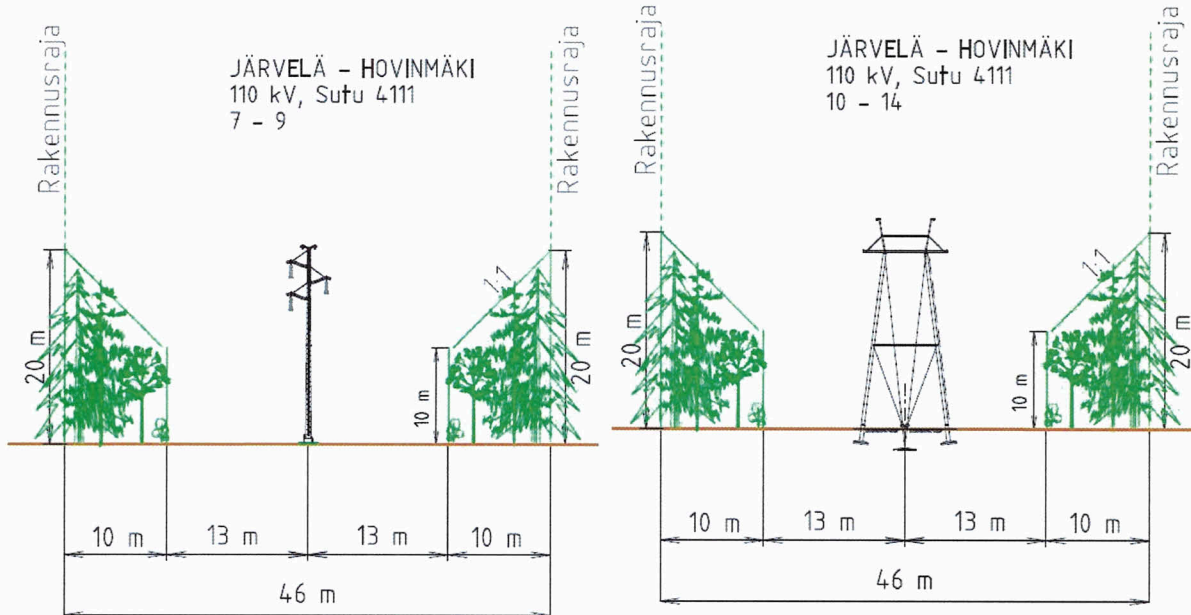 Rakennusraja
JÄRVELÄ - HOVINMÄKI
110 kV, Sutu 4111
7 - 9
Rakennusraja
20 m
1:1
10 m
20 m
10 m
13 m
13 m
10 m
46 m
Rakennusraja
JÄRVELÄ - HOVINMÄKI
110 kV, Sutu 4111
10 - 14
Rakennusraja
20 m
1:1
10 m
20 m
10 m
13 m
13 m
10 m
46 m